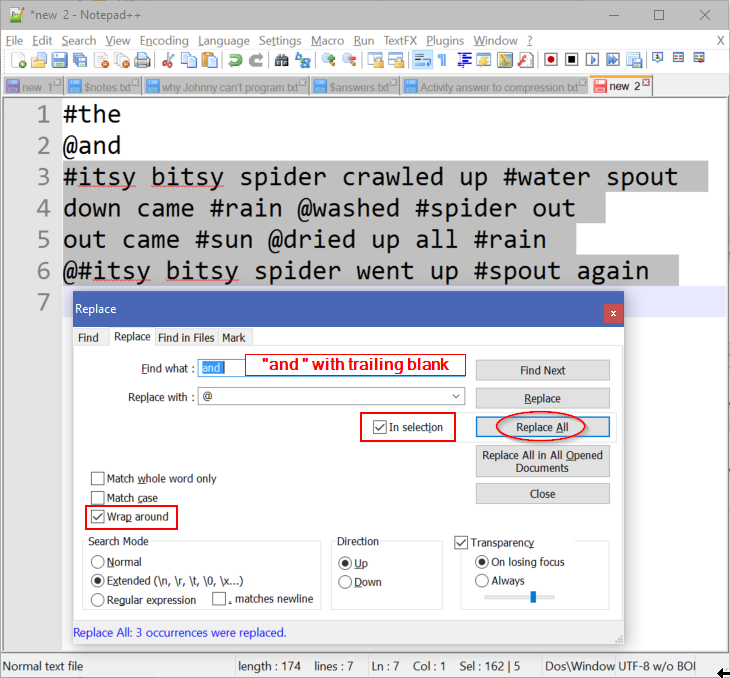 *new  2 - Notepad++
File Edit Search View Encoding Language Settings Macro Run TextFX Plugins Window ? X
new  1 $notes.txt why Johnny can't program.txt $answers.txt Activity answer to compression.txt new  2
1 #the
2 @and
3 #itsy bitsy spider crawled up #water spout
4 down came #rain @washed #spider out
5 out came #sun @dried up all #rain
6 @#itsy bitsy spider went up #spout again
7
Replace x
Find Replace Find in Files Mark
Find what : and "and " with trailing blank Find Next
Replace with : @ Replace
In selection Replace All
Replace All in All Opened
Documents
Match whole word only
Match case Close
Wrap around
Search Mode Direction Transparency
Normal Up On losing focus
Extended (\n, \r, \t, \0, \x...) Down Always
Regular expression . matches newline
Replace All: 3 occurrences were replaced.
Normal text file length : 174 lines : 7 Ln : 7 Col : 1 Sel : 162 | 5 Dos\Window UTF-8 w/o BOI